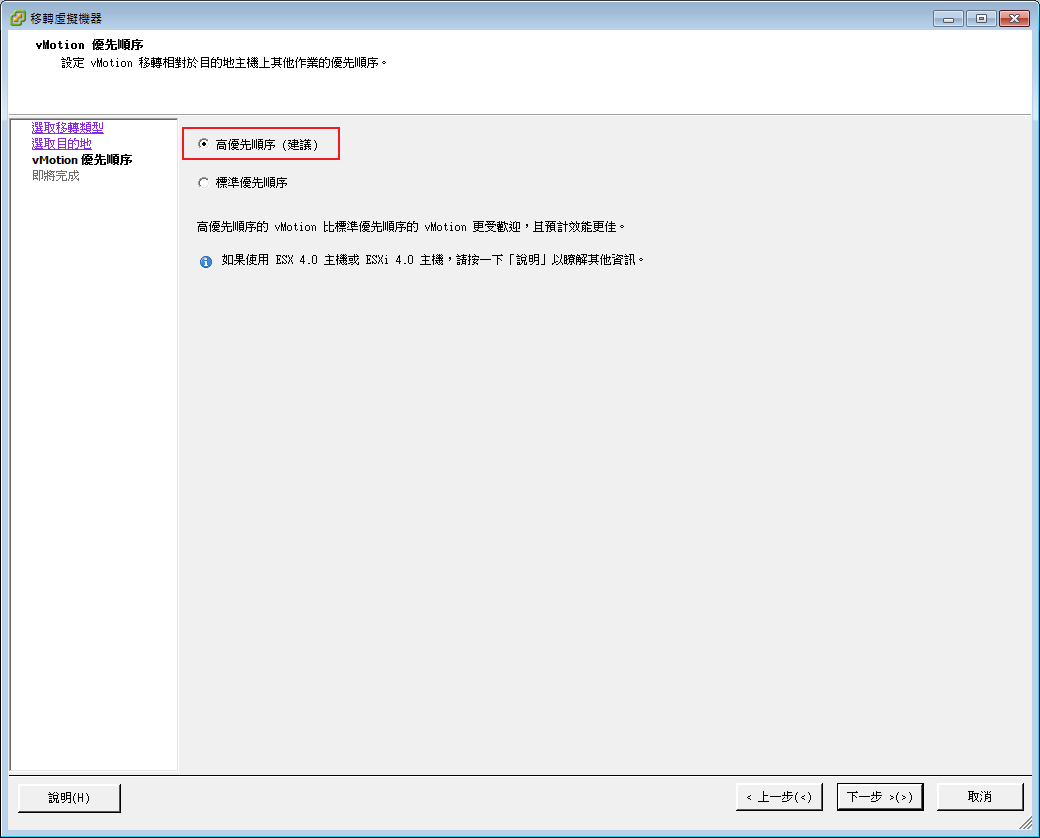 移轉虛擬機器
vMotion 優先順序
設定 vMotion 移轉相對於目的地主機上其他作業的優先順序。
選取移轉類型
選取目的地
vMotion 優先順序
即將完成
高優先順序 (建議)
標準優先順序
高優先順序的 vMotion 比標準優先順序的 vMotion 更受歡迎，且預計效能更佳。
如果使用 ESX 4.0 主機或 ESXi 4.0 主機，請按一下「說明」以瞭解其他資訊。
說明(H)
< 上一步(<)
下一步 >(>)
取消